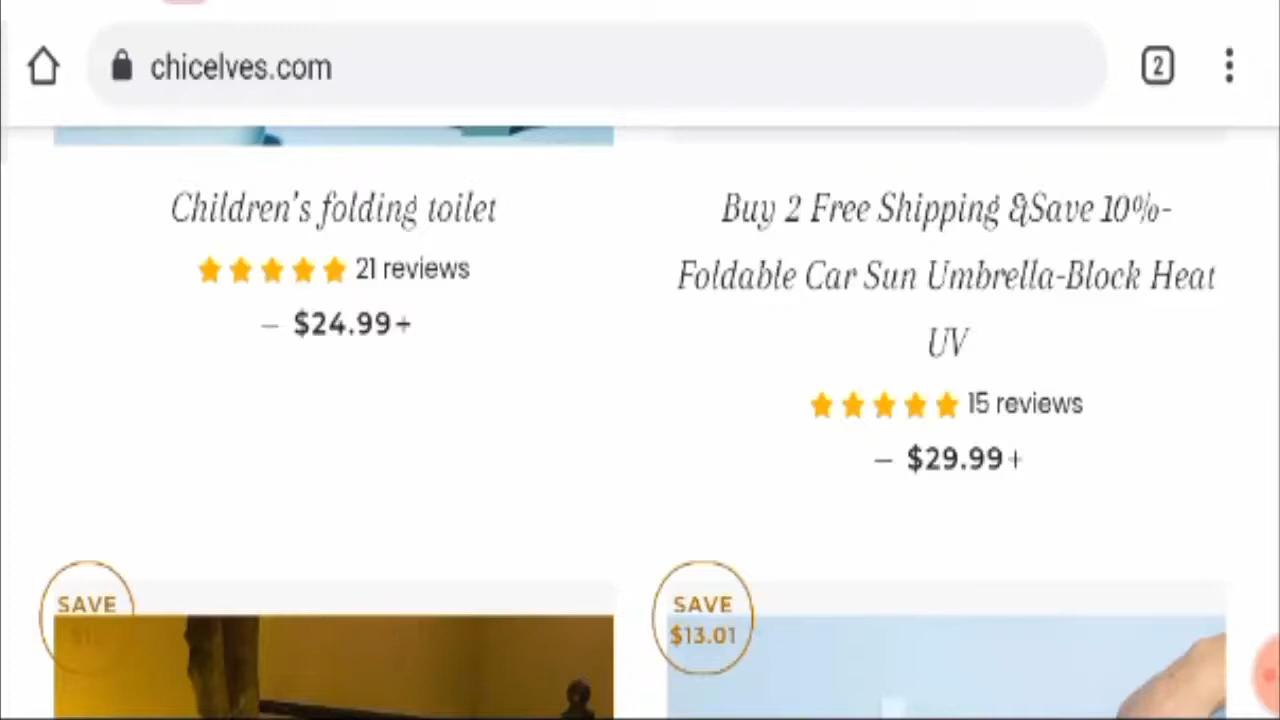 chicelves.com
2
Children's folding toilet
21 reviews
– $24.99+
Buy 2 Free Shipping &Save 10%-
Foldable Car Sun Umbrella-Block Heat
UV
15 reviews
– $29.99+
SAVE
SAVE
$13.01